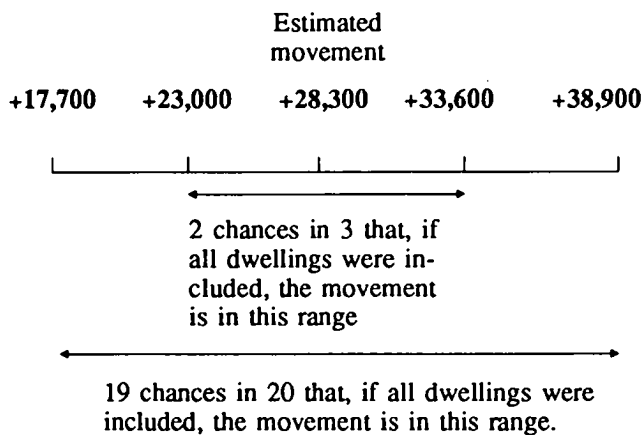 Estimated
movement
+17,700 +23,000 +28,300 +33,600 +38,900
2 chances in 3 that, if
all dwellings were in-
cluded, the movement
is in this range
19 chances in 20 that, if all dwellings were
included, the movement is in this range.